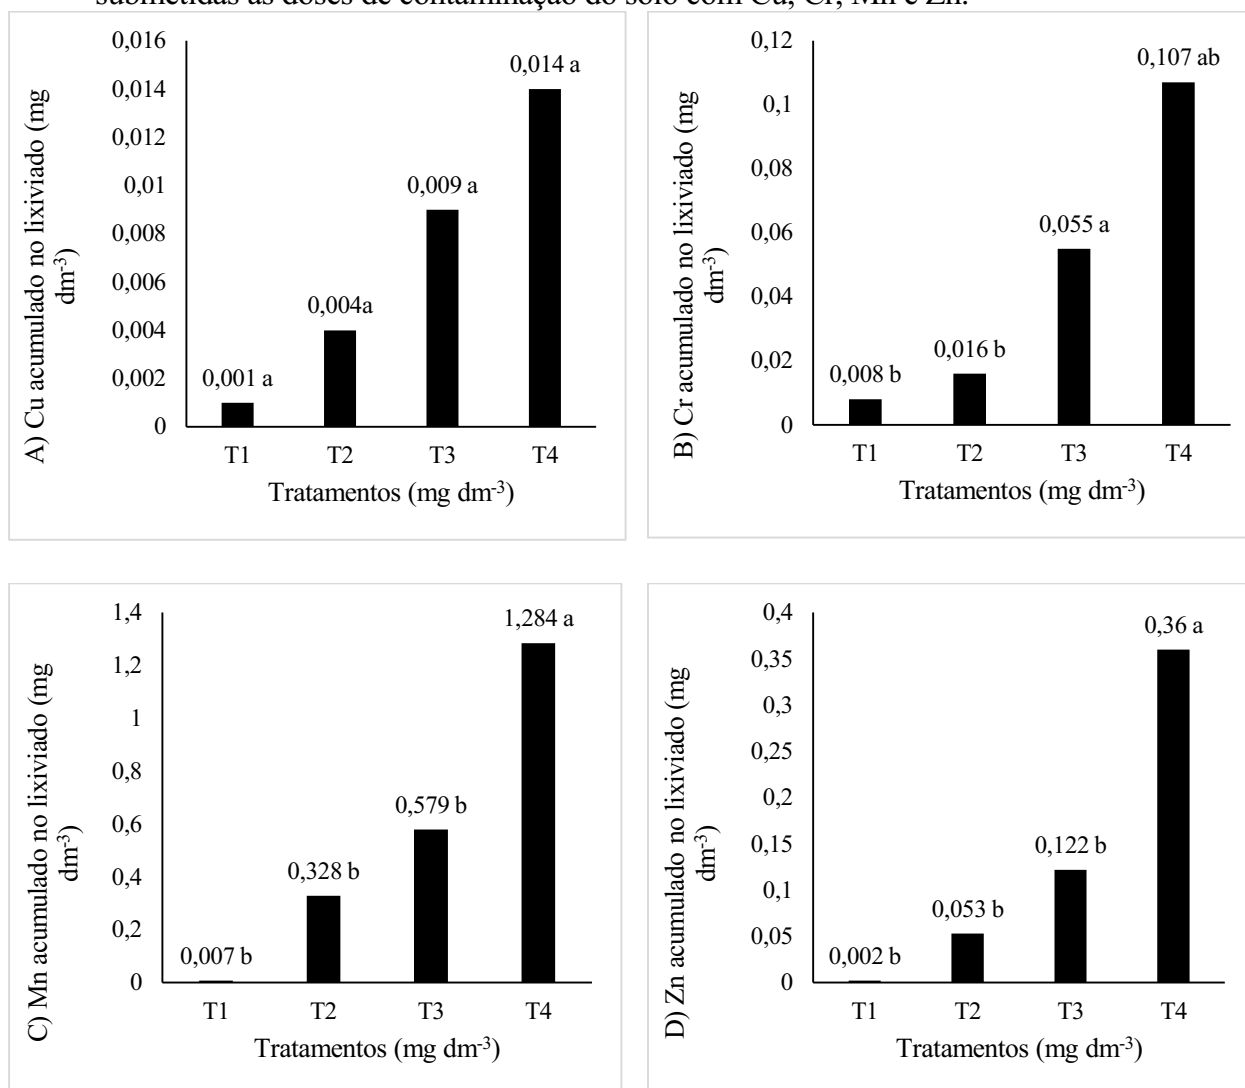 submetidas às doses de contaminação do solo com Cu, Cr, Mn e Zn.
A) Cu acumulado no lixiviado (mg
dm-3)
0,016
0,014
0,012
0,01
0,008
0,006
0,004
0,002
0
0,001 a
0,004a
0,009 a
0,014 a
T1 T2 T3 T4
Tratamentos (mg dm-3)
B) Cr acumulado no lixiviado (mg
dm-3)
0,12
0,1
0,08
0,06
0,04
0,02
0
0,008 b
0,016 b
0,055 a
0,107 ab
T1 T2 T3 T4
Tratamentos (mg dm-3)
C) Mn acumulado no lixiviado (mg
dm-3)
1,4
1,2
1
0,8
0,6
0,4
0,2
0
0,007 b
0,328 b
0,579 b
1,284 a
T1 T2 T3 T4
Tratamentos (mg dm-3)
D) Zn acumulado no lixiviado (mg
dm-3)
0,4
0,35
0,3
0,25
0,2
0,15
0,1
0,05
0
0,002 b
0,053 b
0,122 b
0,36 a
T1 T2 T3 T4
Tratamentos (mg dm-3)